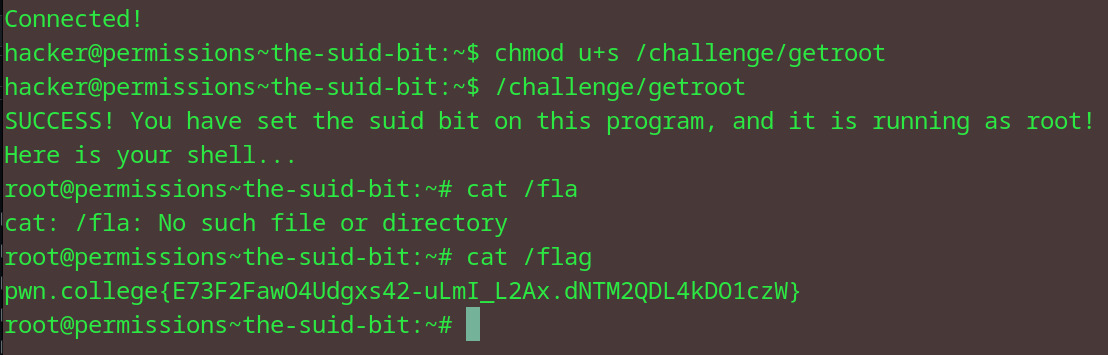 Connected!
hacker@permissions~the-suid-bit:~$ chmod u+s /challenge/getroot
hacker@permissions~the-suid-bit:~$ /challenge/getroot
SUCCESS! You have set the suid bit on this program, and it is running as root!
Here is your shell...
root@permissions~the-suid-bit:~# cat /fla
cat: /fla: No such file or directory
root@permissions~the-suid-bit:~# cat /flag
pwn.college{E73F2FawO4Udgxs42-uLmI_L2Ax.dNTM2QDL4kDO1czW}
root@permissions~the-suid-bit:~#